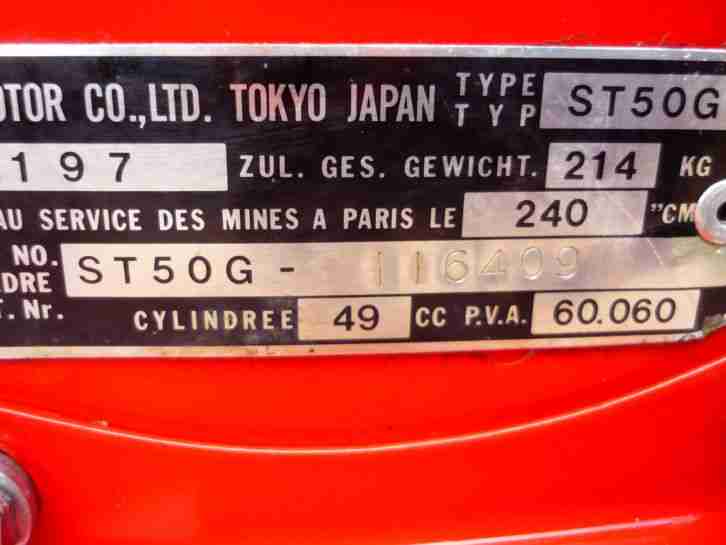 OTOR CO.,LTD. TOKYO JAPAN TYPE TYP ST50G
197 ZUL. GES. GEWICHT. 214 KG
AU SERVICE DES MINES A PARIS LE 240 "CM
NO. DRE T. Nr. ST50G - 116409
CYLINDREE 49 CC P.V.A. 60.060